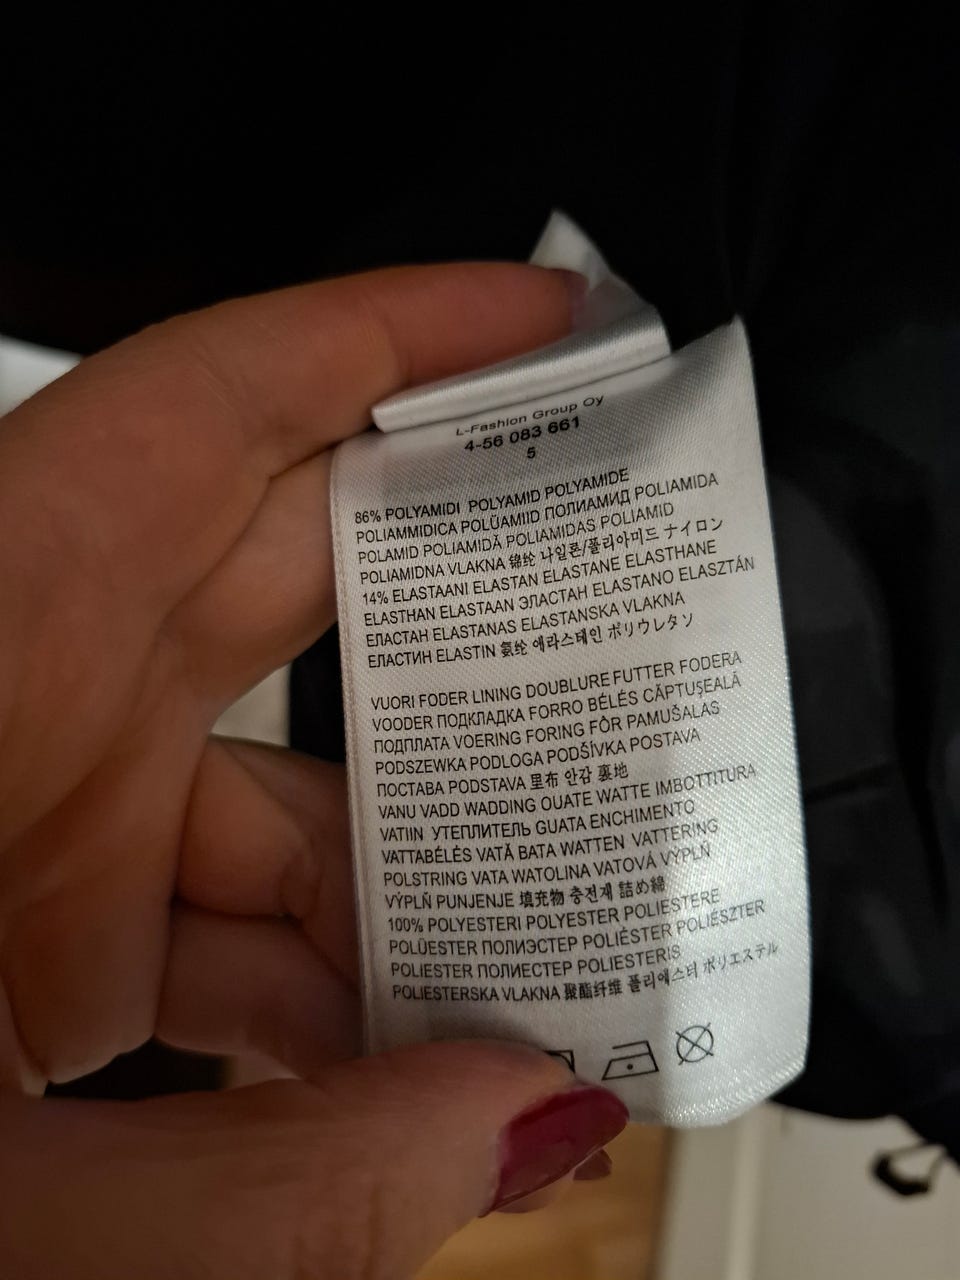 L-Fashion Group Oy
4-56 083 661
5
86% POLYAMIDI POLYAMID POLYAMIDE
POLIAMMIDICA POLÜAMIID ПОЛИАМИД POLIAMIDA
POLAMID POLIAMIDĂ POLIAMIDAS POLIAMID
POLIAMIDNA VLAKNA 锦纶 나일론/폴리아미드 ナイロン
14% ELASTAANI ELASTAN ELASTANE ELASTHANE
ELASTHAN ELASTAAN ЭЛАСТАН ELASTANO ELASZTÁN
ЕЛАСТАН ELASTANAS ELASTANSKA VLAKNA
ЕЛАСТИН ELASTIN 氨纶 에라스테인 ポリウレタソ
VUORI FODER LINING DOUBLURE FUTTER FODERA
VOODER ПОДКЛАДКА FORRO BÉLÉS CĂPTUȘEALĂ
ПОДПЛАТА VOERING FORING FÔR PAMUŠALAS
PODSZEWKA PODLOGA PODŠÍVKA POSTAVA
ПОСТАВА PODSTAVA 里布 안감 裏地
VANU VADD WADDING OUATE WATTE IMBOTTITURA
VATIIN УТЕПЛИТЕЛЬ GUATA ENCHIMENTO
VATTABÉLÉS VATĂ BATA WATTEN VATTERING
POLSTRING VATA WATOLINA VATOVÁ VÝPLŇ
VÝPLŇ PUNJENJE 填充物 충전재 詰め綿
100% POLYESTERI POLYESTER POLIESTERE
POLÜESTER ПОЛИЭСТЕР POLIÉSTER POLIÉSZTER
POLIESTER ПОЛИЕСТЕР POLIESTERIS
POLIESTERSKA VLAKNA 聚酯纤维 폴리에스터 ポリエステル